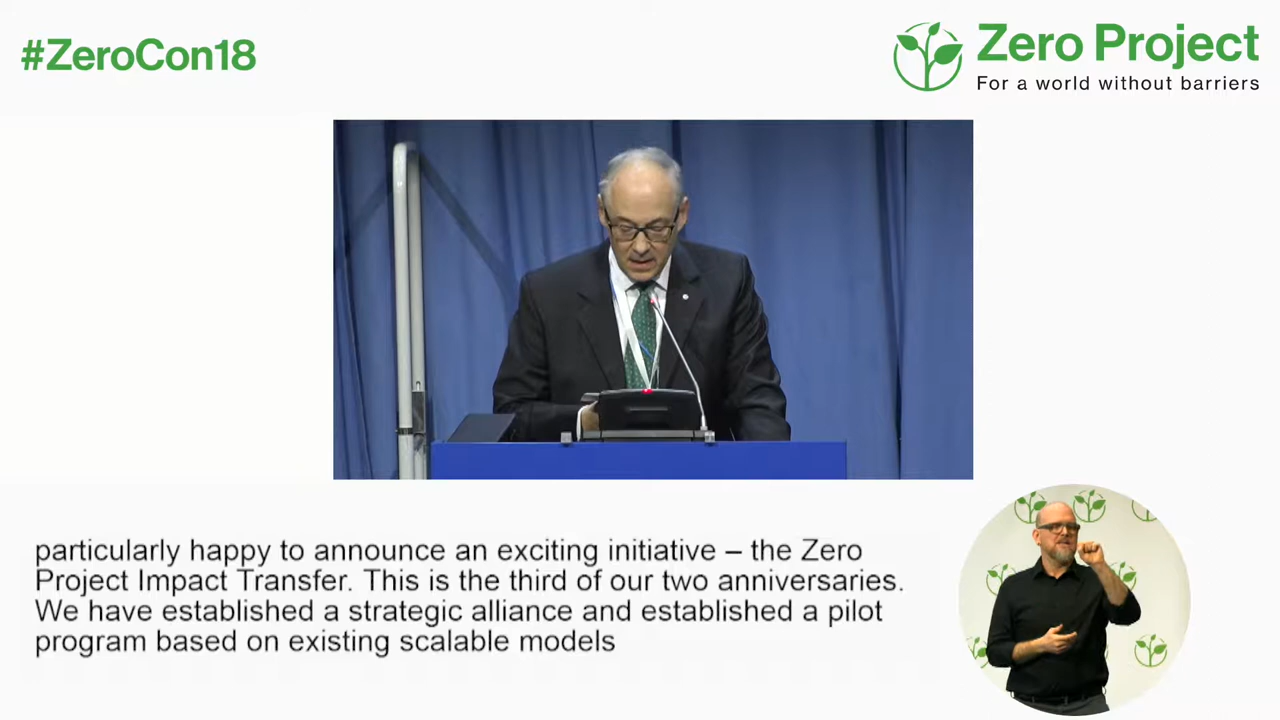 #ZeroCon18
Zero Project
For a world without barriers
particularly happy to announce an exciting initiative – the Zero
Project Impact Transfer. This is the third of our two anniversaries.
We have established a strategic alliance and established a pilot
program based on existing scalable models